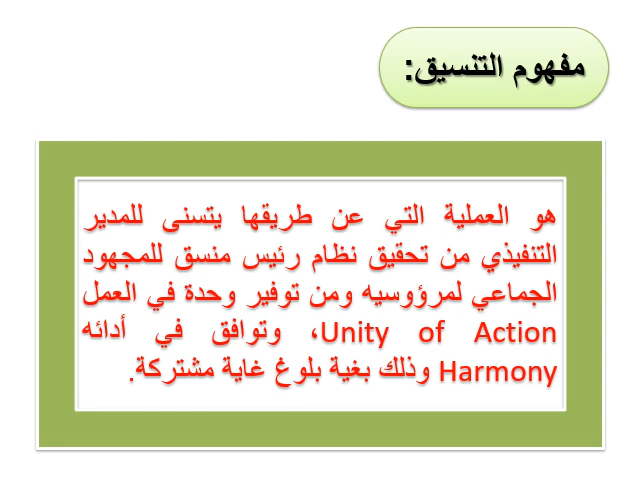 مفهوم التنسيق:
هو العملية التي عن طريقها يتسنى للمدير
التنفيذي من تحقيق نظام رئيس منسق للمجهود
الجماعي لمرؤوسيه ومن توفير وحدة في العمل
Unity of Action، وتوافق في أدائه
Harmony وذلك بغية بلوغ غاية مشتركة.